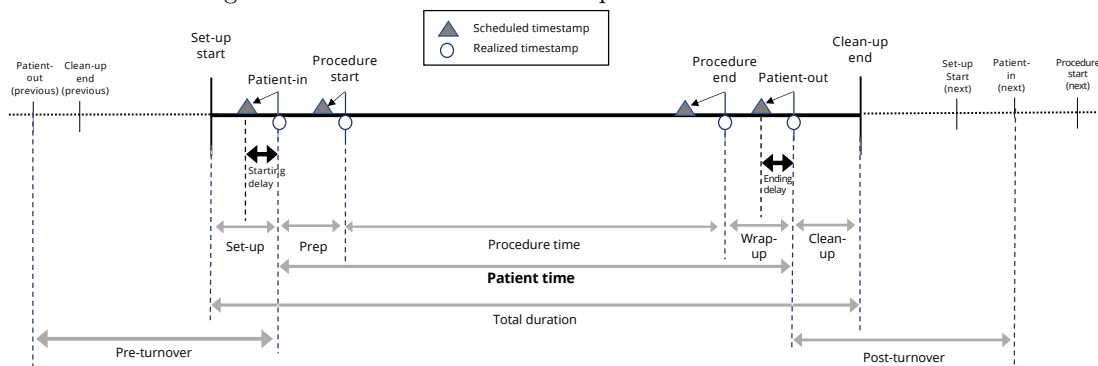 Scheduled timestamp
Realized timestamp
Set-up
start
Clean-up
end
Patient-
out
(previous)
Clean-up
end
(previous)
Patient-in
Procedure
start
Procedure
end
Patient-out
Set-up
Start
(next)
Patient-
in
(next)
Procedure
start
(next)
Starting
delay
Ending
delay
Set-up
Prep
Procedure time
Wrap-
up
Clean-
up
Patient time
Total duration
Pre-turnover
Post-turnover